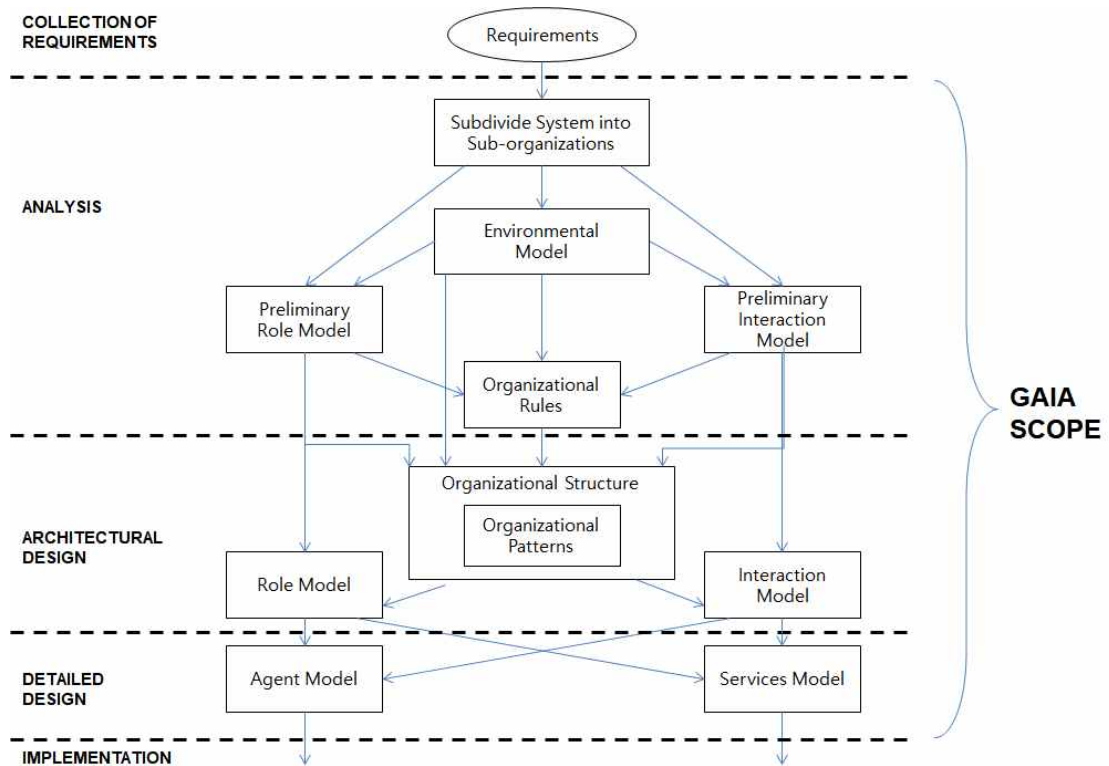 COLLECTION OF
REQUIREMENTS
Requirements
Subdivide System into
Sub-organizations
ANALYSIS
Environmental
Model
Preliminary
Role Model
Preliminary
Interaction
Model
Organizational
Rules
GAIA
SCOPE
Organizational Structure
Organizational
Patterns
ARCHITECTURAL
DESIGN
Role Model
Interaction
Model
DETAILED
DESIGN
Agent Model
Services Model
IMPLEMENTATION